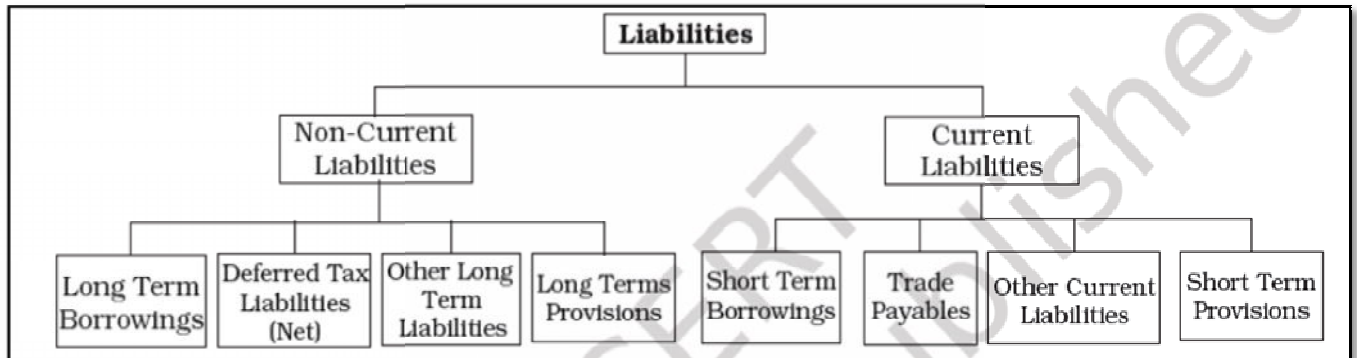 Liabilities
Non-Current
Liabilities
Current
Liabilities
Long Term
Borrowings
Deferred Tax
Liabilities
(Net)
Other Long
Term
Liabilities
Long Terms
Provisions
Short Term
Borrowings
Trade
Payables
Other Current
Liabilities
Short Term
Provisions